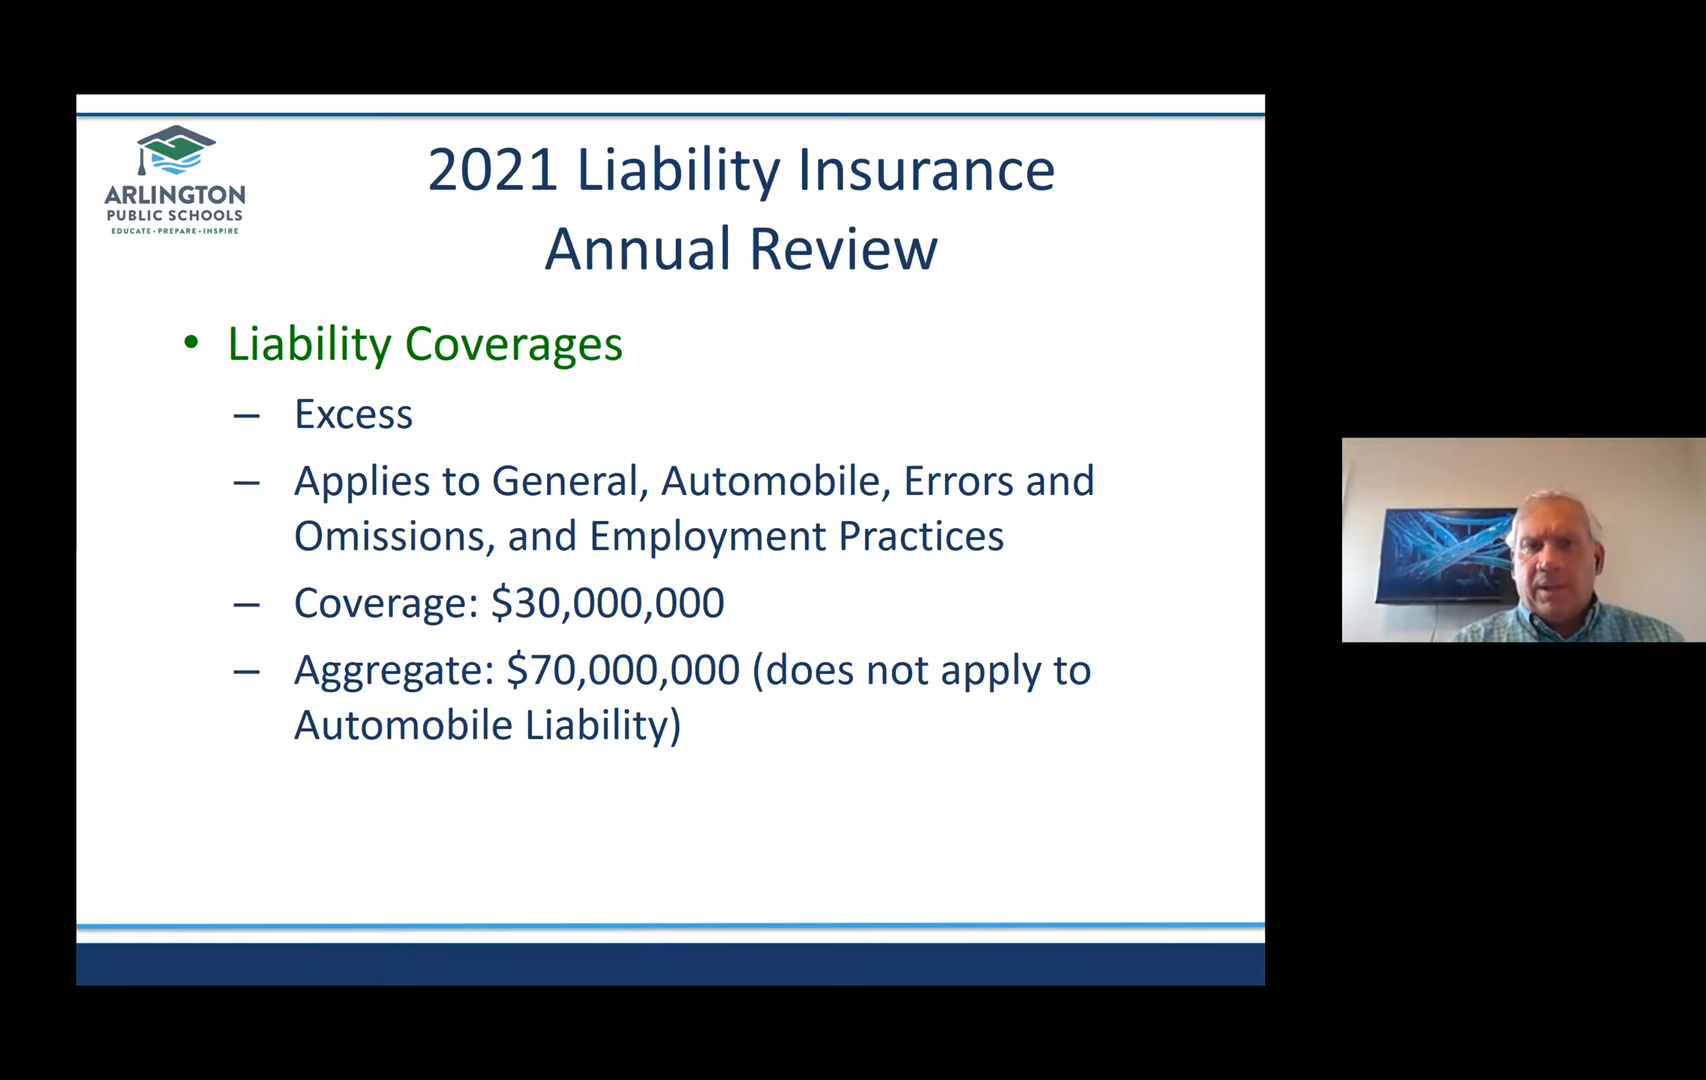 ARLINGTON
PUBLIC SCHOOLS
EDUCATE • PREPARE • INSPIRE
2021 Liability Insurance
Annual Review
• Liability Coverages
– Excess
– Applies to General, Automobile, Errors and
Omissions, and Employment Practices
– Coverage: $30,000,000
– Aggregate: $70,000,000 (does not apply to
Automobile Liability)